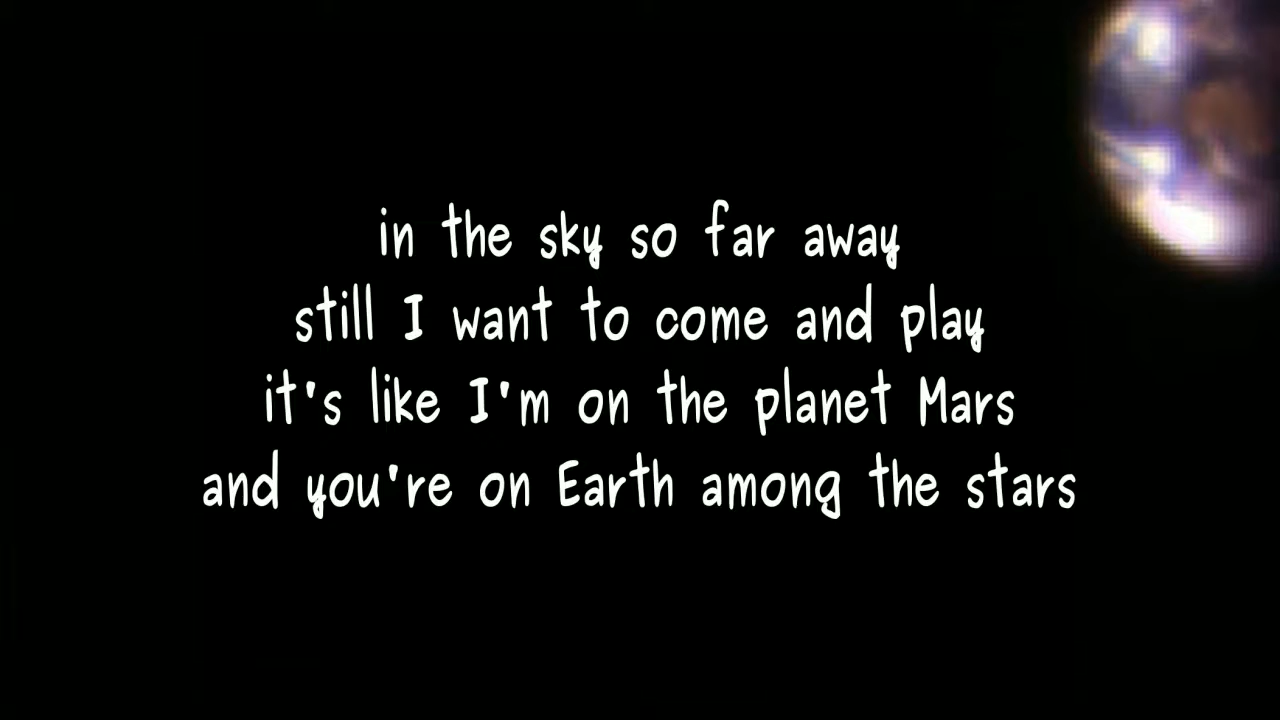 in the sky so far away
still I want to come and play
it's like I'm on the planet Mars
and you're on Earth among the stars